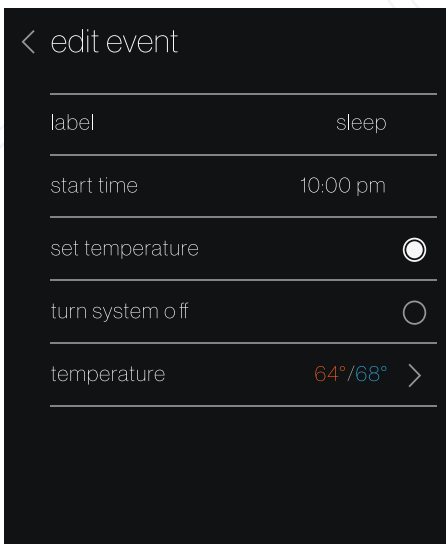 edit event
label sleep
start time 10:00 pm
set temperature
turn system off
temperature 64°/68°